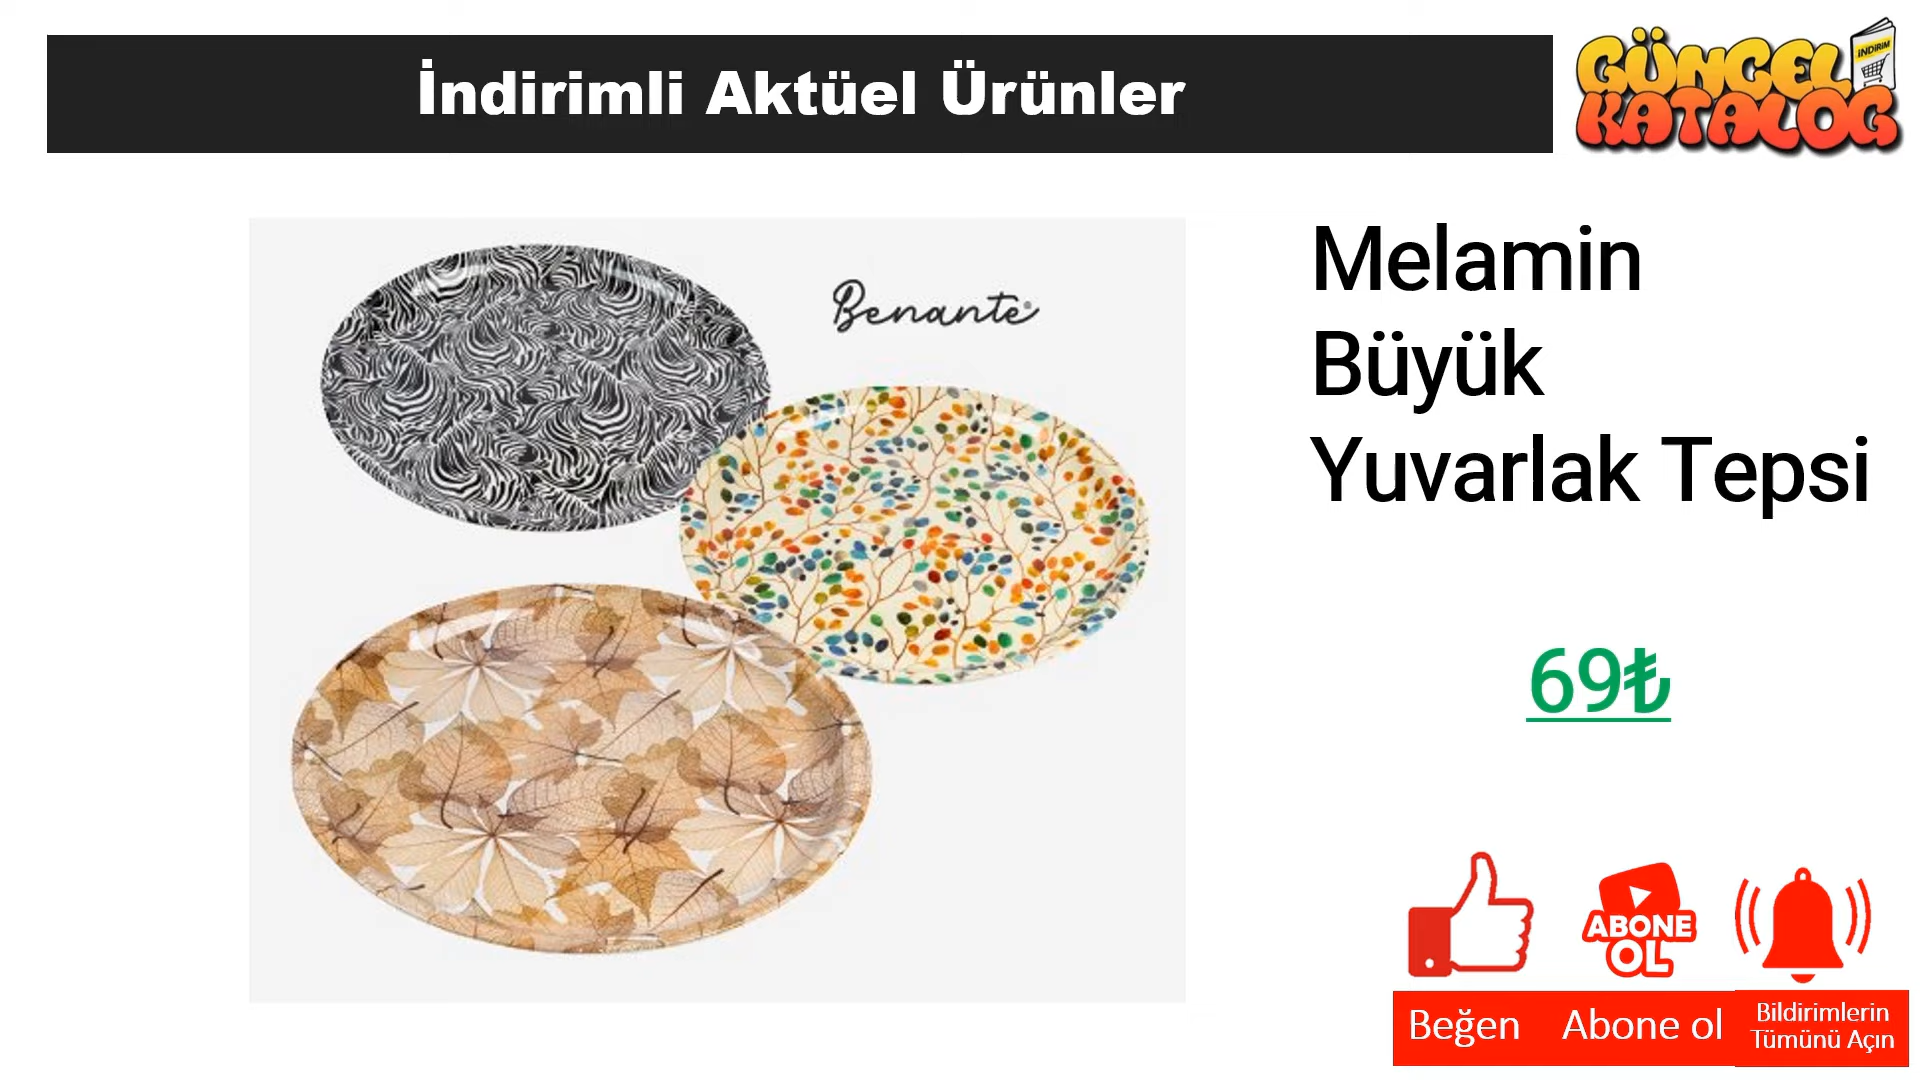 İndirimli Aktüel Ürünler
GÜNCEL
KATALOG
İNDİRİM
Benante®
Melamin
Büyük
Yuvarlak Tepsi
69₺
ABONE
OL
Beğen
Abone ol
Bildirimlerin
Tümünü Açın